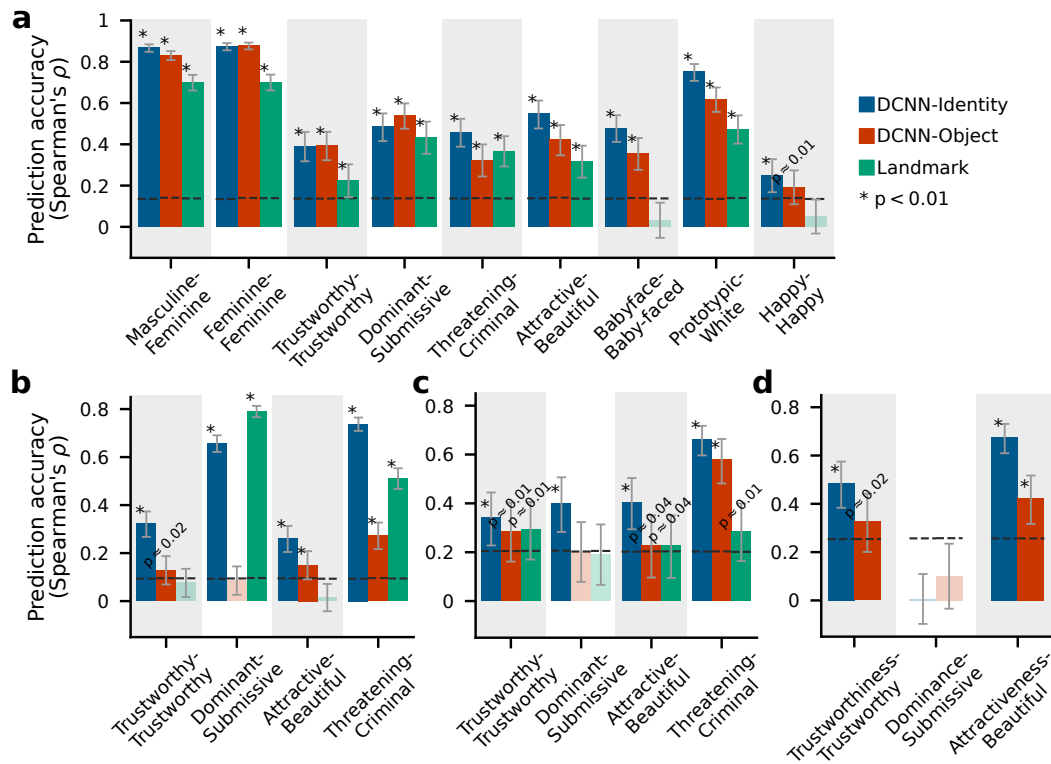 a
Prediction accuracy
(Spearman's ρ)
1
0.8
0.6
0.4
0.2
0
* * * * * * * * * * * * * * * * * * * * * * * * p ≈ 0.01
DCNN-Identity
DCNN-Object
Landmark
* p < 0.01
Masculine-
Feminine
Feminine-
Feminine
Trustworthy-
Trustworthy
Dominant-
Submissive
Threatening-
Criminal
Attractive-
Beautiful
Babyface-
Baby-faced
Prototypic-
White
Happy-
Happy
b
Prediction accuracy
(Spearman's ρ)
0.8
0.6
0.4
0.2
0
* p ≈ 0.02 * * * * * * *
Trustworthy-
Trustworthy
Dominant-
Submissive
Attractive-
Beautiful
Threatening-
Criminal
c
0.8
0.6
0.4
0.2
0
* p ≈ 0.01 p ≈ 0.01 * * p ≈ 0.04 p ≈ 0.04 * * p ≈ 0.01
Trustworthy-
Trustworthy
Dominant-
Submissive
Attractive-
Beautiful
Threatening-
Criminal
d
0.8
0.6
0.4
0.2
0
* p ≈ 0.02 * *
Trustworthiness-
Trustworthy
Dominance-
Submissive
Attractiveness-
Beautiful